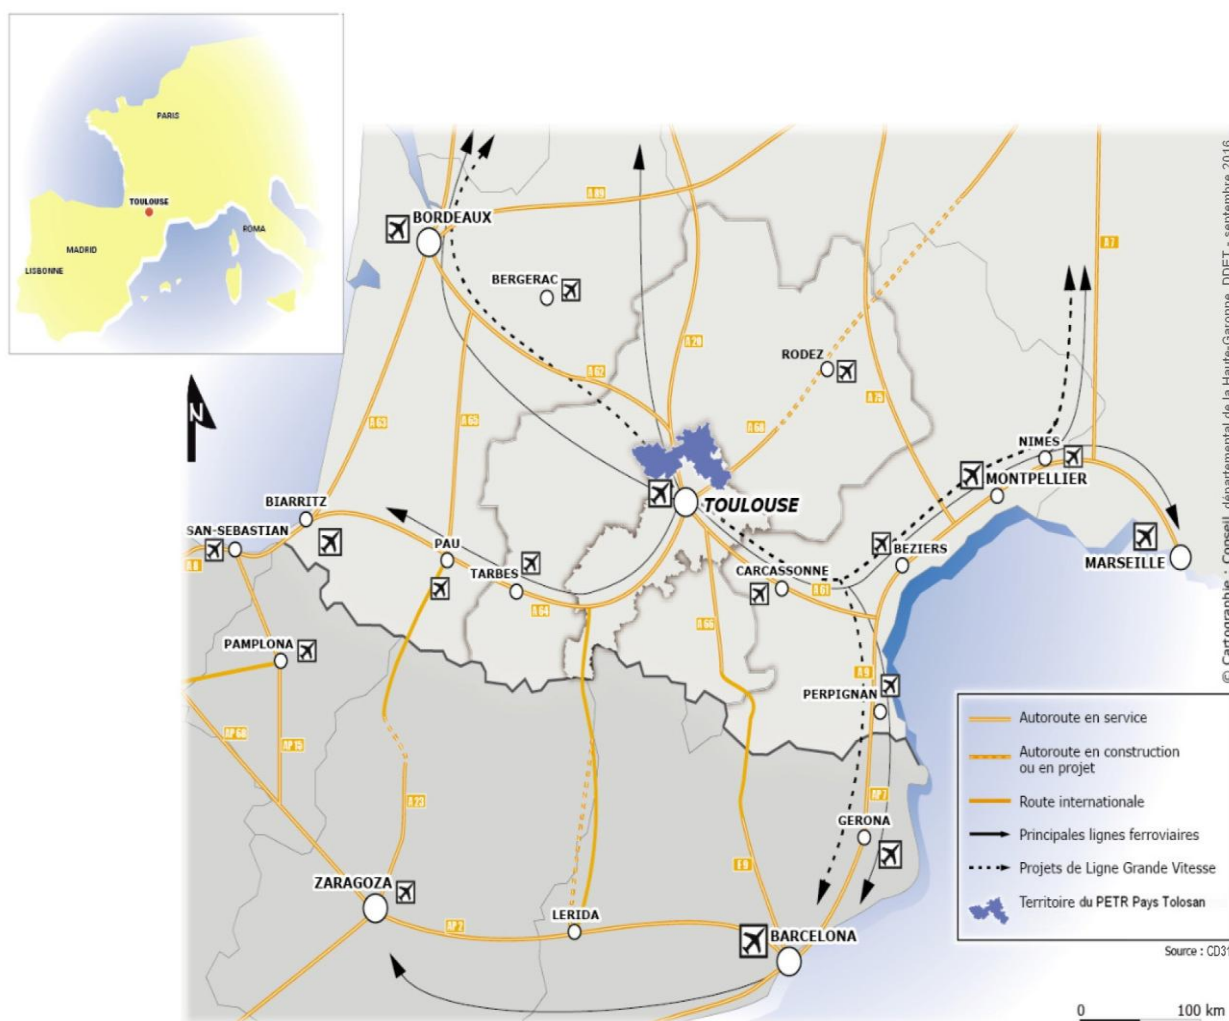 PARIS
TOULOUSE
ROMA
MADRID
LISBONNE
N
BORDEAUX
A 89
A 7
BERGERAC
A 20
RODEZ
A 62
A 75
A 63
A 65
A 68
NIMES
MONTPELLIER
BIARRITZ
TOULOUSE
SAN-SEBASTIAN
PAU
TARBES
CARCASSONNE
BEZIERS
MARSEILLE
A 8
A 64
A 61
A 66
PAMPLONA
A 9
PERPIGNAN
AP 68
AP 15
A 23
AP 7
GERONA
E 9
ZARAGOZA
LERIDA
AP 2
BARCELONA
Autoroute en service
Autoroute en construction
ou en projet
Route internationale
Principales lignes ferroviaires
Projets de Ligne Grande Vitesse
Territoire du PETR Pays Tolosan
Source : CD31
0 100 km
© Cartographie : Conseil départemental de la Haute-Garonne, DDET - septembre 2016